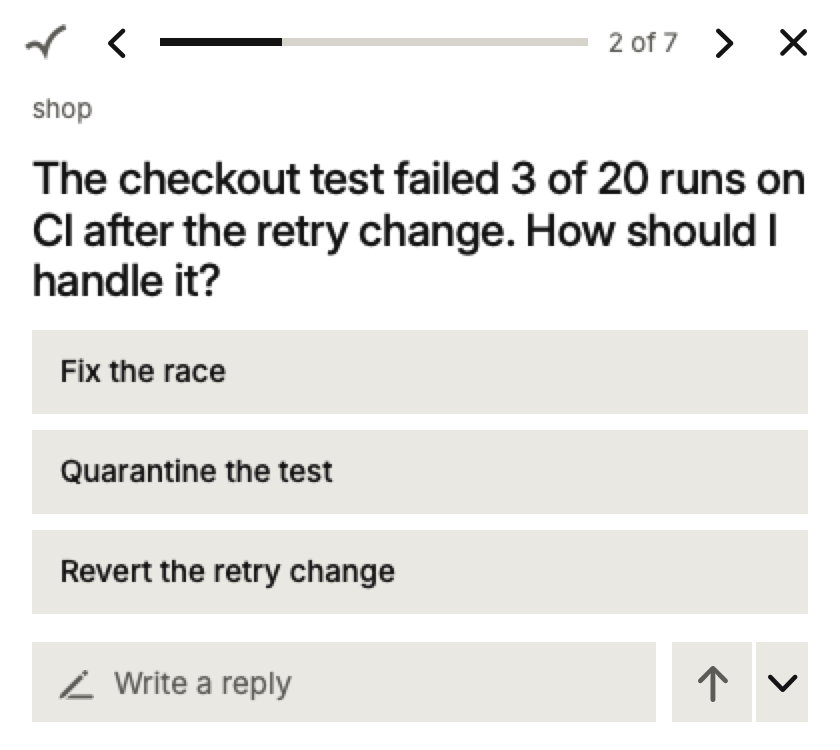 2 of 7
shop
The checkout test failed 3 of 20 runs on
CI after the retry change. How should I
handle it?
Fix the race
Quarantine the test
Revert the retry change
Write a reply